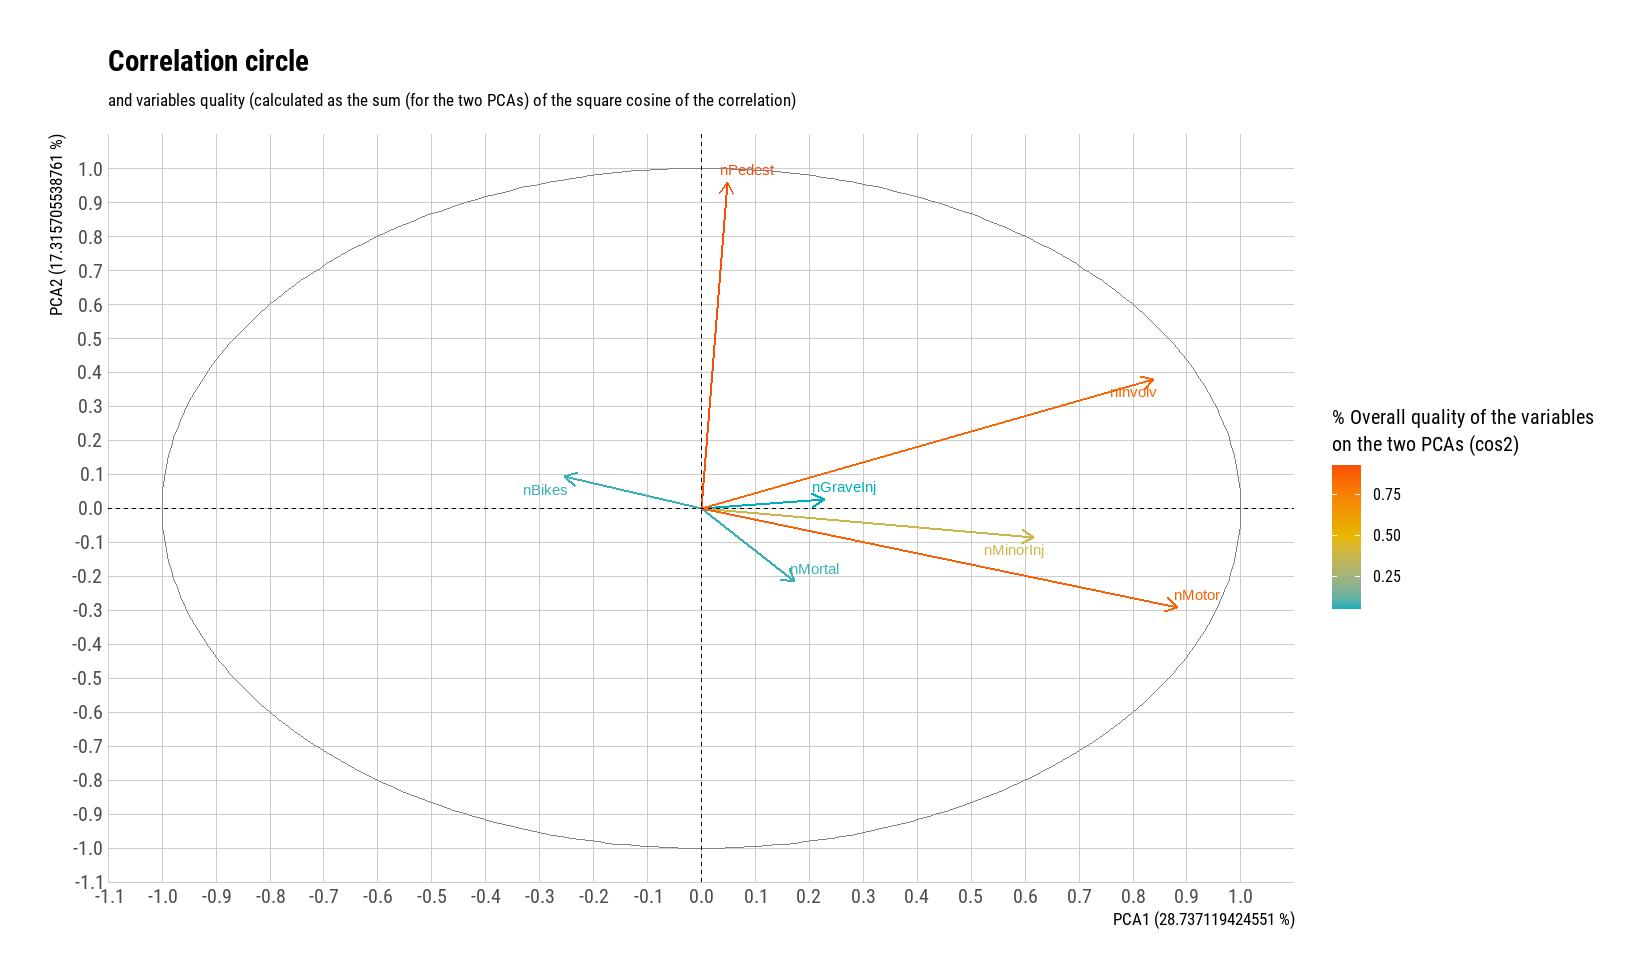 Correlation circle
and variables quality (calculated as the sum (for the two PCAs) of the square cosine of the correlation)
PCA2 (17.315705538761 %)
1.0
0.9
0.8
0.7
0.6
0.5
0.4
0.3
0.2
0.1
0.0
-0.1
-0.2
-0.3
-0.4
-0.5
-0.6
-0.7
-0.8
-0.9
-1.0
-1.1
nPedest
nInvolv
nGraveInj
nBikes
nMinorInj
nMortal
nMotor
-1.1 -1.0 -0.9 -0.8 -0.7 -0.6 -0.5 -0.4 -0.3 -0.2 -0.1 0.0 0.1 0.2 0.3 0.4 0.5 0.6 0.7 0.8 0.9 1.0
PCA1 (28.737119424551 %)
% Overall quality of the variables
on the two PCAs (cos2)
0.75
0.50
0.25